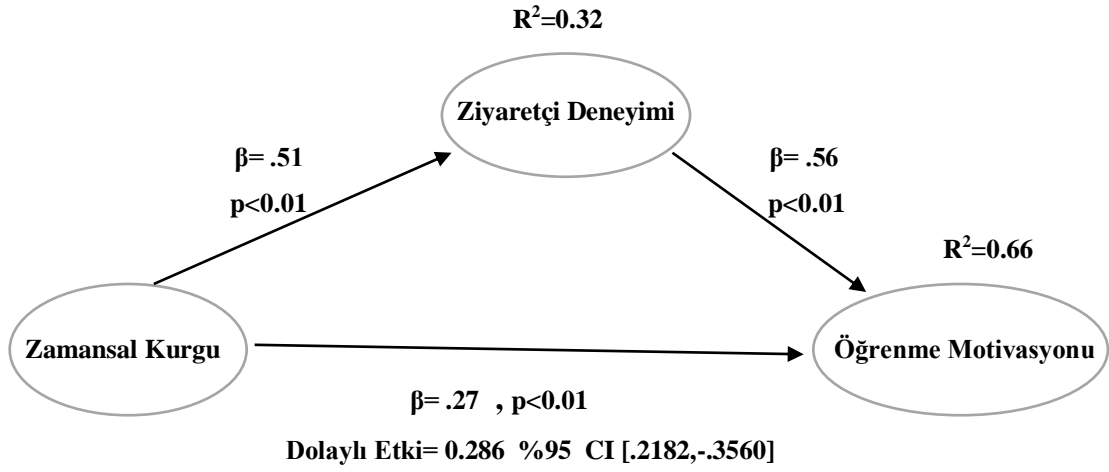 R²=0.32
Ziyaretçi Deneyimi
β= .51
p<0.01
β= .56
p<0.01
R²=0.66
Zamansal Kurgu
Öğrenme Motivasyonu
β= .27 , p<0.01
Dolaylı Etki= 0.286 %95 CI [.2182,-.3560]